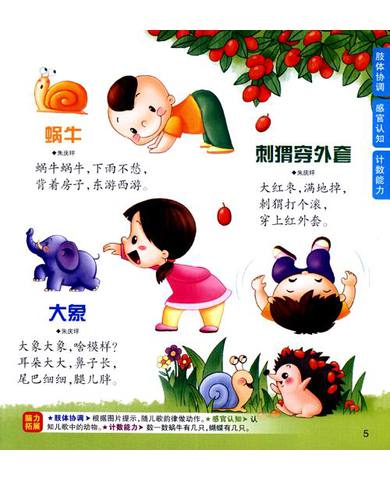 肢体协调
感官认知
计数能力
蜗牛
◆朱庆坪
蜗牛蜗牛，下雨不愁，
背着房子，东游西游。
刺猬穿外套
◆朱庆坪
大红枣，满地掉，
刺猬打个滚，
穿上红外套。
大象
◆朱庆坪
大象大象，啥模样？
耳朵大大，鼻子长，
尾巴细细，腿儿胖。
脑力
拓展
★肢体协调➤根据图片提示，随儿歌的律做动作。★感官认知➤认
知儿歌中的动物。★计数能力➤数一数蜗牛有几只，蝴蝶有几只。
5